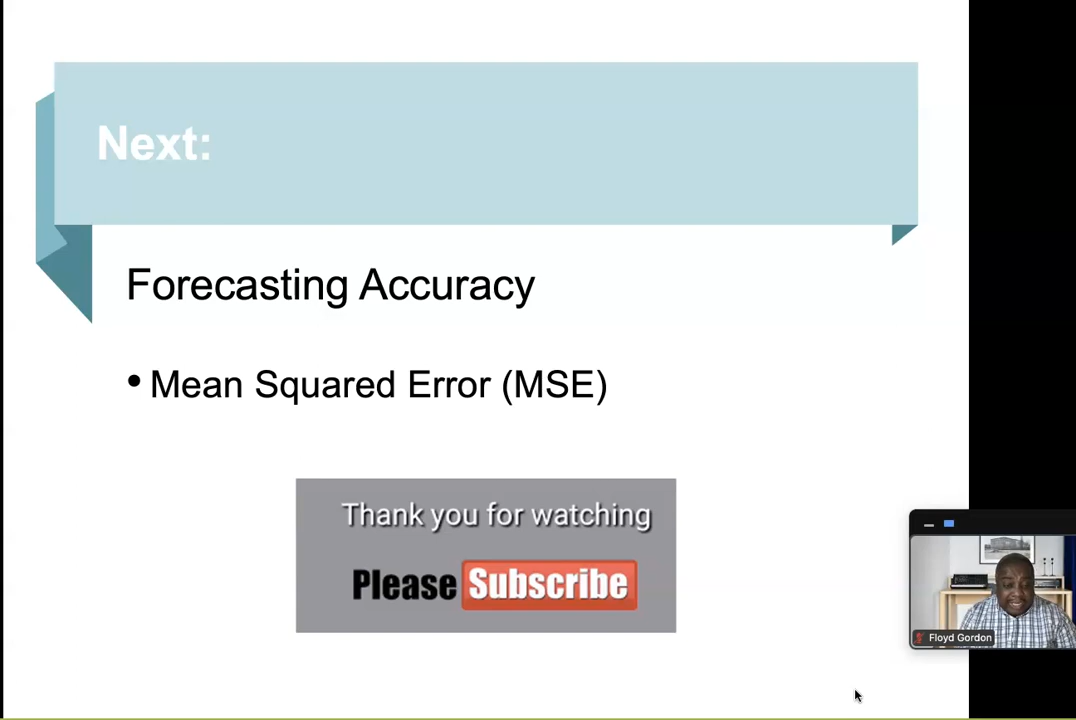 Next:
Forecasting Accuracy
• Mean Squared Error (MSE)
Thank you for watching
Please Subscribe
Floyd Gordon